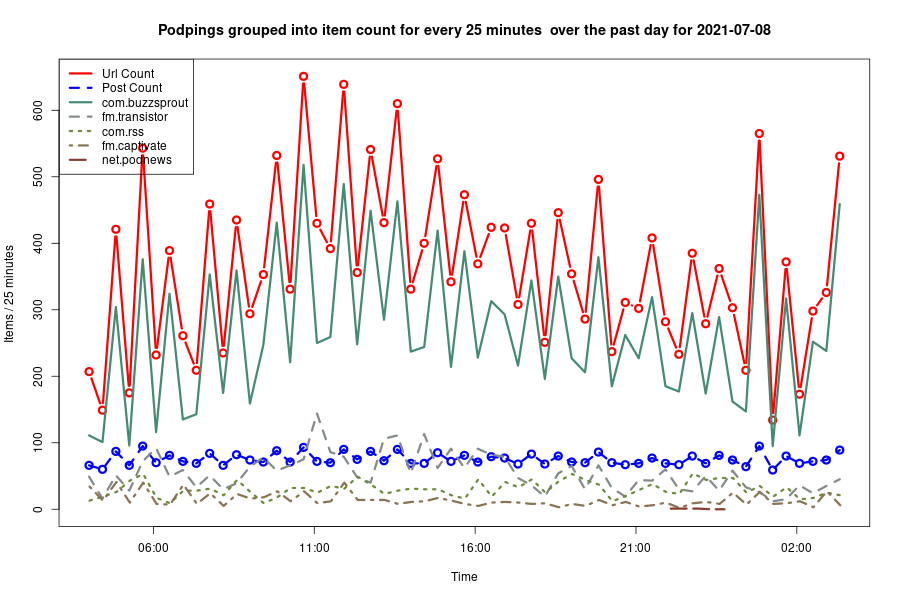 Podpings grouped into item count for every 25 minutes  over the past day for 2021-07-08
Url Count
Post Count
com.buzzsprout
fm.transistor
com.rss
fm.captivate
net.podnews
Items / 25 minutes
600
500
400
300
200
100
0
06:00
11:00
16:00
21:00
02:00
Time